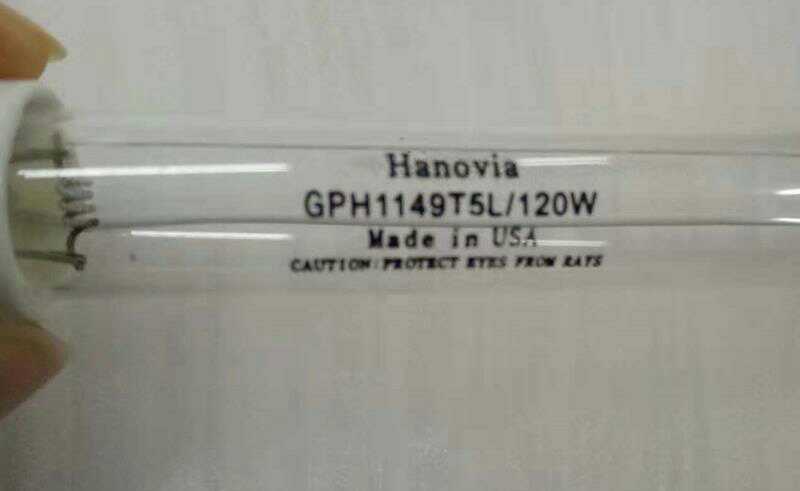 Hanovia
GPH1149T5L/120W
Made in USA
CAUTION: PROTECT EYES FROM RAYS